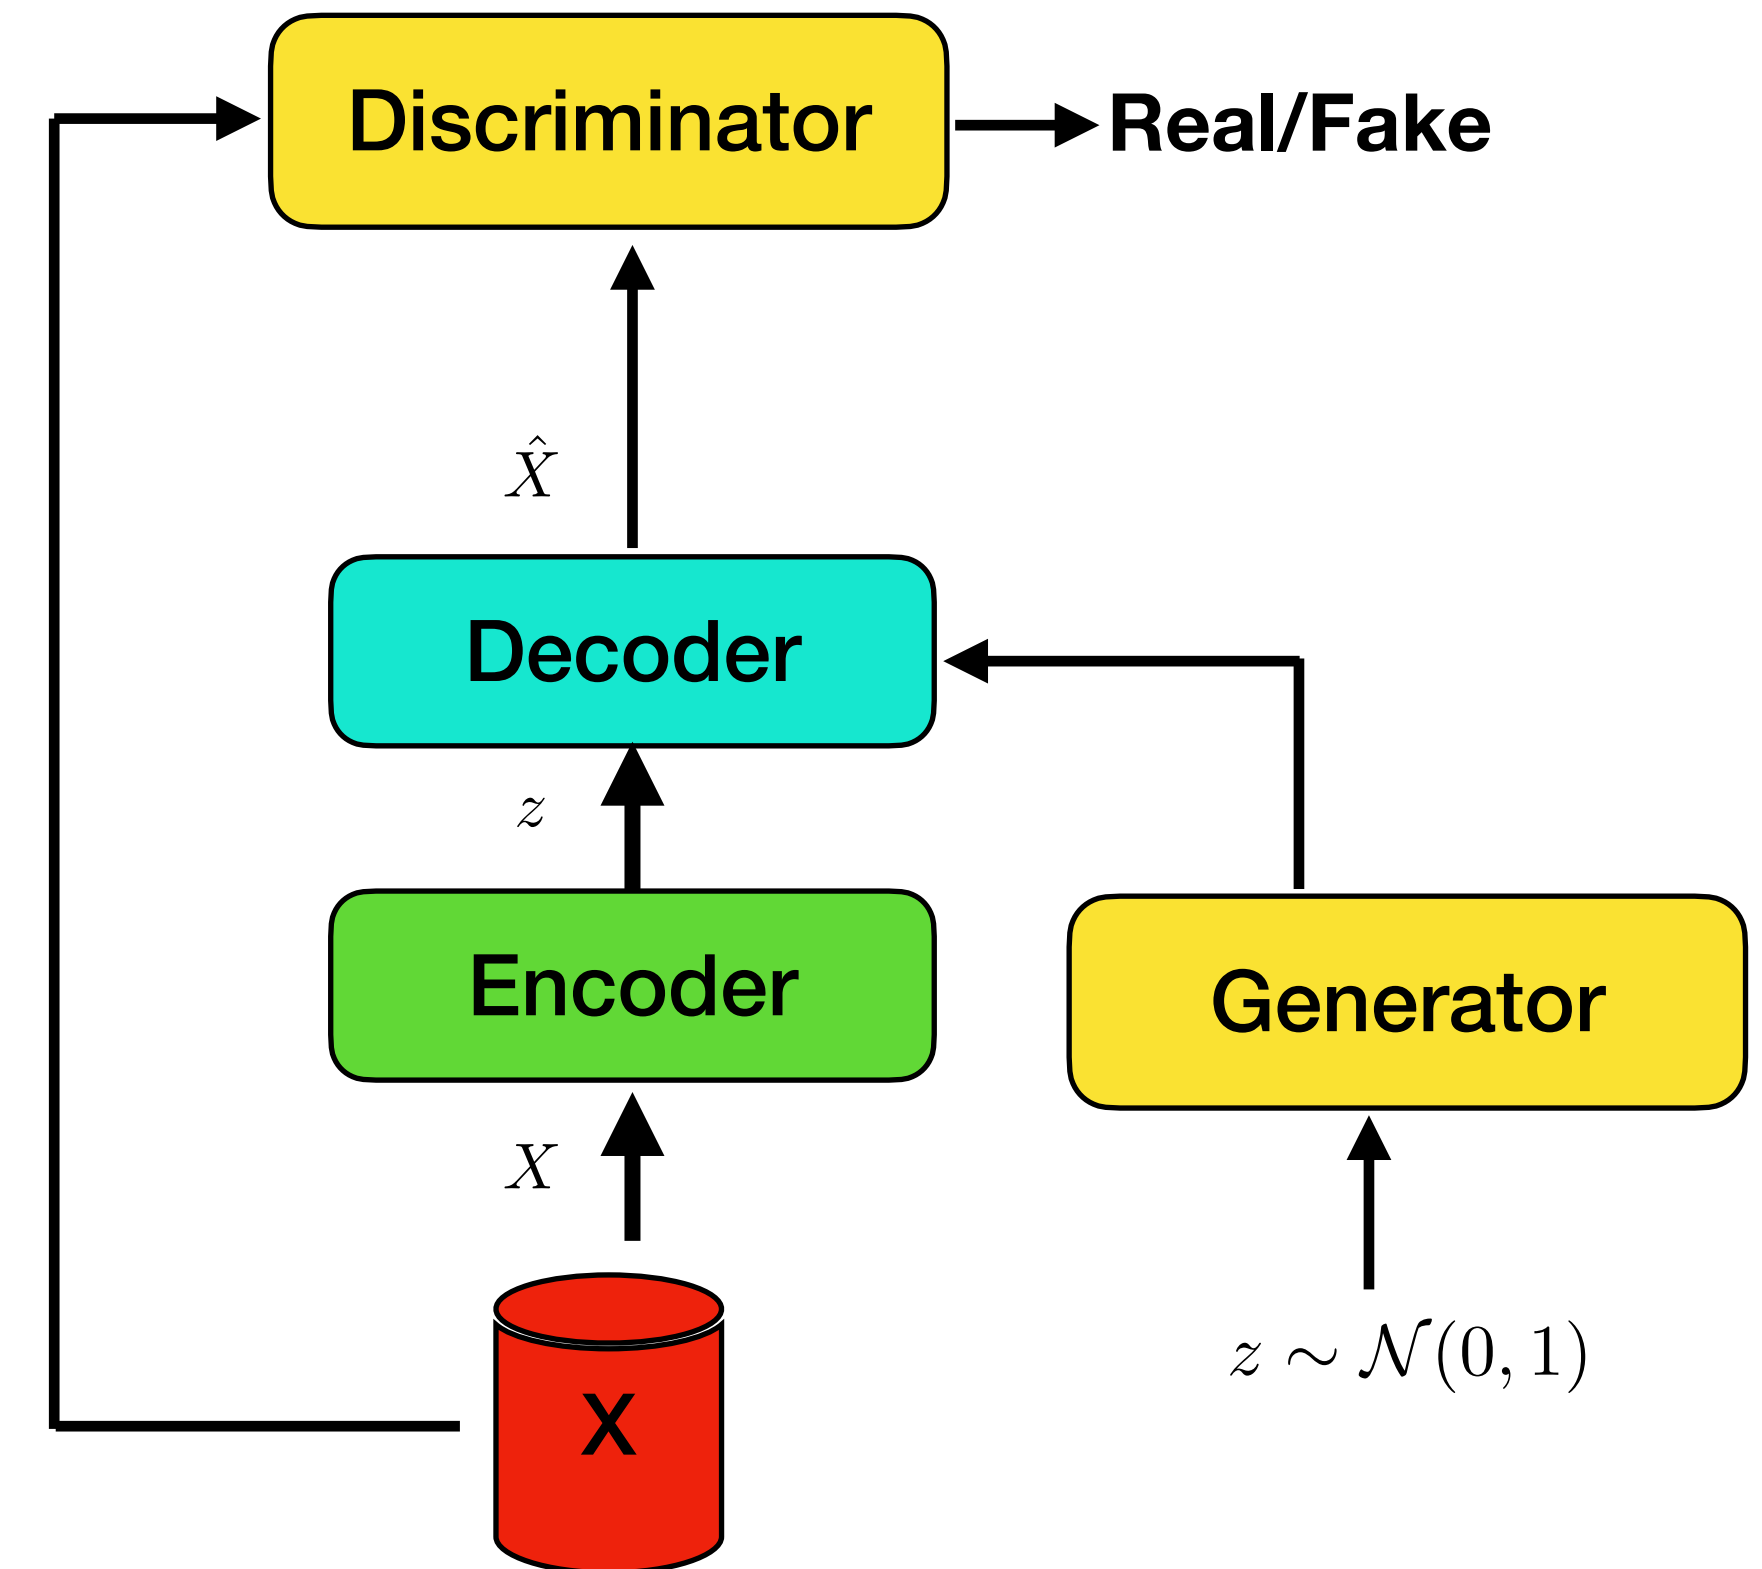 Discriminator
Real/Fake
X̂
Decoder
z
Encoder
Generator
X
z ∼ 𝒩(0, 1)
X